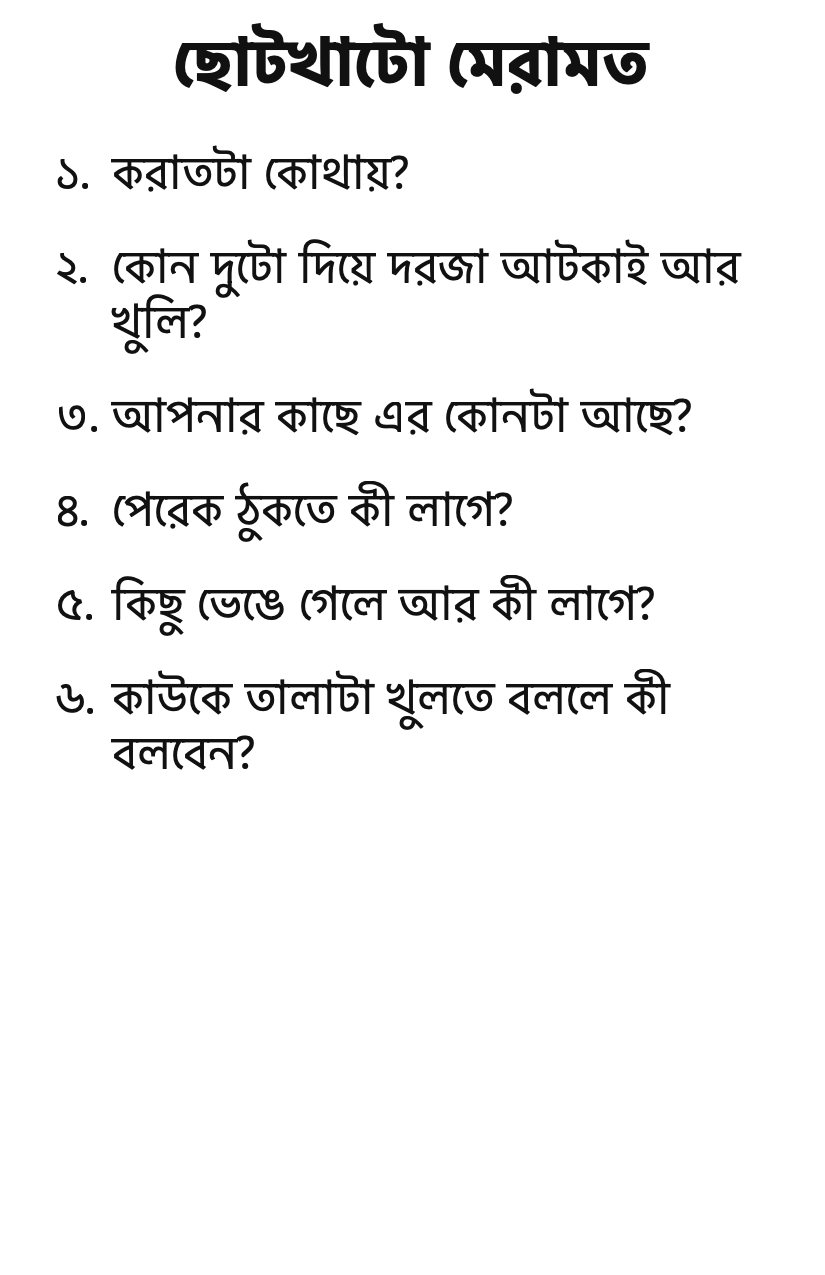 ছোটখাটো মেরামত
১. করাতটা কোথায়?
২. কোন দুটো দিয়ে দরজা আটকাই আর
খুলি?
৩. আপনার কাছে এর কোনটা আছে?
৪. পেরেক ঠুকতে কী লাগে?
৫. কিছু ভেঙে গেলে আর কী লাগে?
৬. কাউকে তালাটা খুলতে বললে কী
বলবেন?